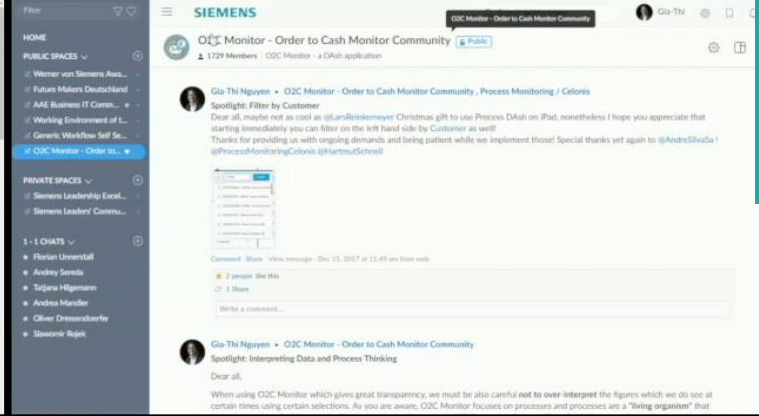 Filter
HOME
PUBLIC SPACES
Werner von Siemens Awa...
Future Makers Deutschland
AAE Business IT Comm...
Working Environment of t...
Generic Workflow Self Se...
O2C Monitor - Order to...
PRIVATE SPACES
Siemens Leadership Excel...
Siemens Leaders' Commu...
1 - 1 CHATS
Florian Unnerstall
Andrey Sereda
Tatjana Hilgemann
Andrea Mandler
Oliver Dressendoerfer
Slawomir Rojek
SIEMENS
O2C Monitor - Order to Cash Monitor Community
Gia-Thi
O2C Monitor - Order to Cash Monitor Community Public
1729 Members O2C Monitor - a DAsh application
Gia-Thi Nguyen • O2C Monitor - Order to Cash Monitor Community , Process Monitoring / Celonis
Spotlight: Filter by Customer
Dear all, maybe not as cool as @LarsReinkemeyer Christmas gift to use Process DAsh on iPad, nonetheless I hope you appreciate that
starting immediately you can filter on the left hand side by Customer as well!
Thanks for providing us with ongoing demands and being patient while we implement those! Special thanks yet again to @AndreSilvaSa !
@ProcessMonitoringCelonis @HartmutSchnell
Comment Share View message - Dec 15, 2017 at 11:49 am from web
2 people like this
1 Share
Write a comment...
Gia-Thi Nguyen • O2C Monitor - Order to Cash Monitor Community
Spotlight: Interpreting Data and Process Thinking
Dear all,
When using O2C Monitor which gives great transparency, we must be also careful not to over-interpret the figures which we do see at
certain times using certain selections. As you are aware, O2C Monitor focuses on processes and processes are a "living organism" that